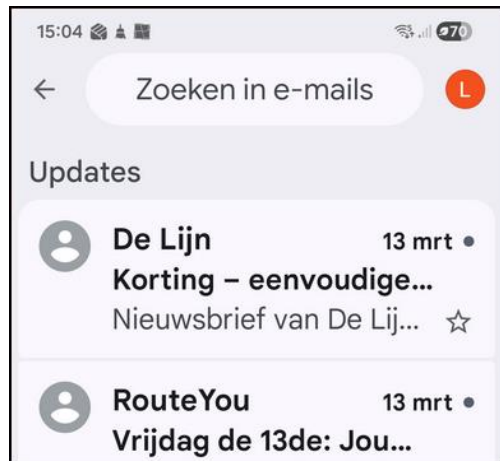 15:04 70
Zoeken in e-mails L
Updates
De Lijn 13 mrt
Korting – eenvoudige...
Nieuwsbrief van De Lij...
RouteYou 13 mrt
Vrijdag de 13de: Jou...